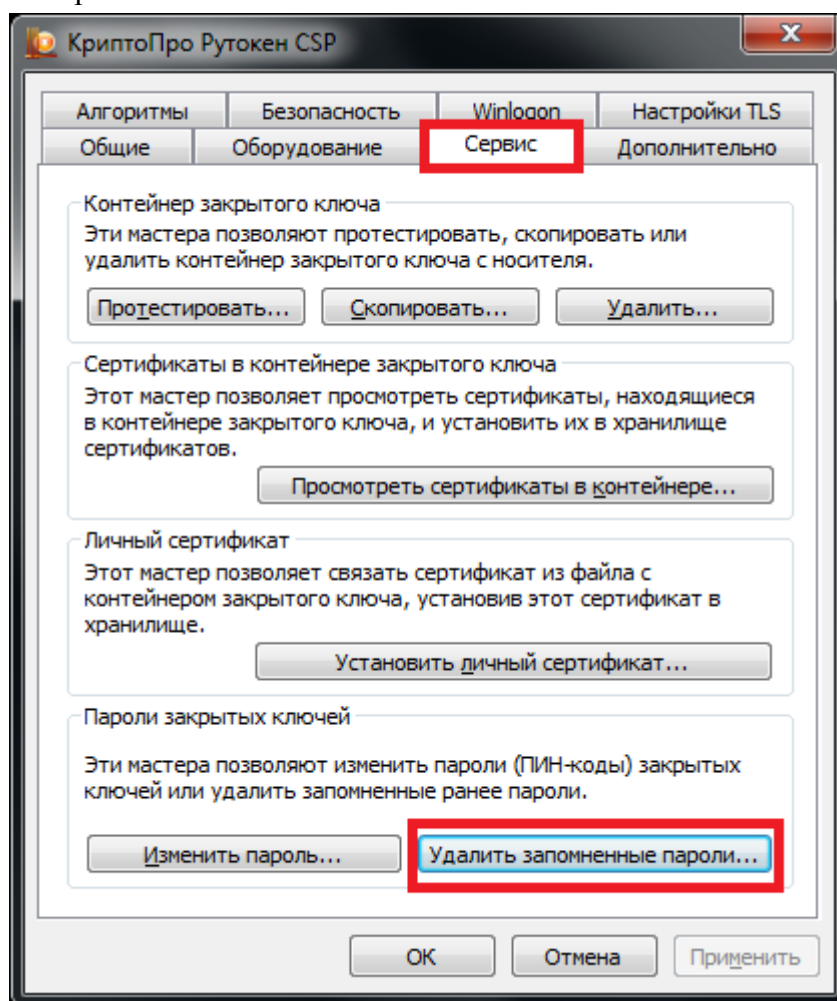 КриптоПро Рутокен CSP
Алгоритмы Безопасность Winlogon Настройки TLS
Общие Оборудование Сервис Дополнительно
Контейнер закрытого ключа
Эти мастера позволяют протестировать, скопировать или
удалить контейнер закрытого ключа с носителя.
Протестировать... Скопировать... Удалить...
Сертификаты в контейнере закрытого ключа
Этот мастер позволяет просмотреть сертификаты, находящиеся
в контейнере закрытого ключа, и установить их в хранилище
сертификатов.
Просмотреть сертификаты в контейнере...
Личный сертификат
Этот мастер позволяет связать сертификат из файла с
контейнером закрытого ключа, установив этот сертификат в
хранилище.
Установить личный сертификат...
Пароли закрытых ключей
Эти мастера позволяют изменить пароли (ПИН-коды) закрытых
ключей или удалить запомненные ранее пароли.
Изменить пароль... Удалить запомненные пароли...
ОК Отмена Применить